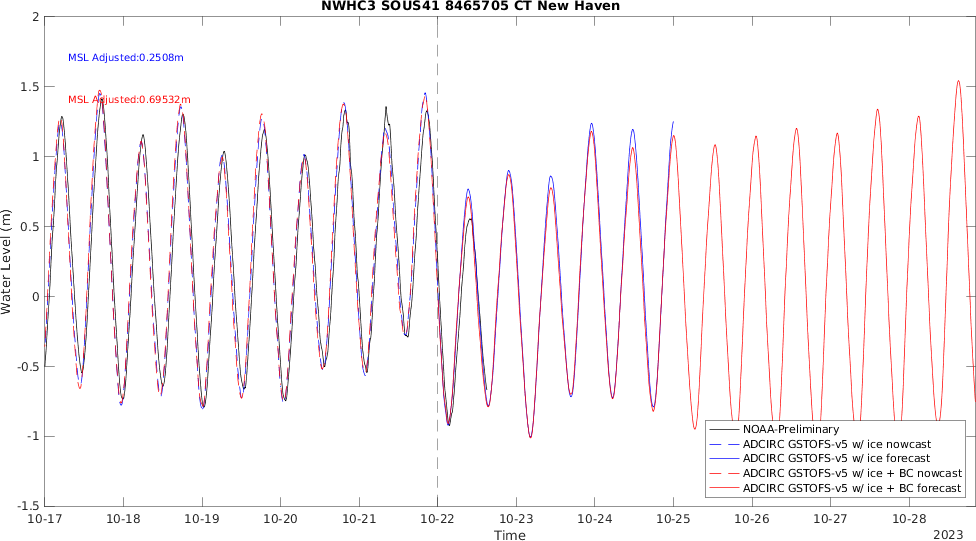 NWHC3 SOUS41 8465705 CT New Haven
2
MSL Adjusted:0.2508m
1.5
MSL Adjusted:0.69532m
1
0.5
Water Level (m)
0
-0.5
-1
NOAA-Preliminary
ADCIRC GSTOFS-v5 w/ ice nowcast
ADCIRC GSTOFS-v5 w/ ice forecast
ADCIRC GSTOFS-v5 w/ ice + BC nowcast
ADCIRC GSTOFS-v5 w/ ice + BC forecast
-1.5
10-17 10-18 10-19 10-20 10-21 10-22 10-23 10-24 10-25 10-26 10-27 10-28
Time
2023